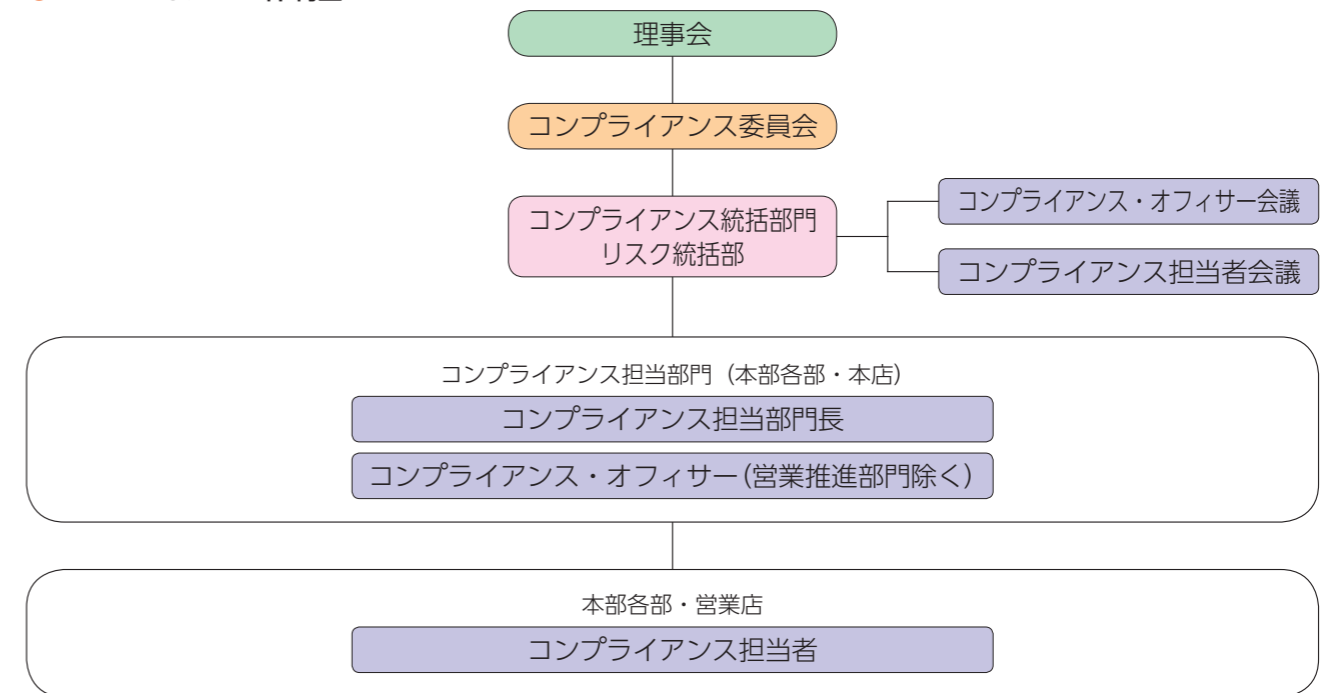 理事会
コンプライアンス委員会
コンプライアンス統括部門
リスク統括部
コンプライアンス・オフィサー会議
コンプライアンス担当者会議
コンプライアンス担当部門（本部各部・本店）
コンプライアンス担当部門長
コンプライアンス・オフィサー(営業推進部門除く)
本部各部・営業店
コンプライアンス担当者